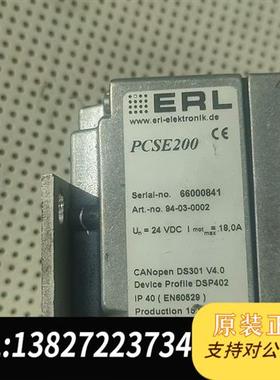 ERL
www.erl-elektronik.de
PCSE200
CE
Serial-no. 66000841
Art.-no. 94-03-0002
Un = 24 VDC I mot max = 18,0A
CANopen DS301 V4.0
Device Profile DSP402
IP 40 ( EN60529 )
Production
原装正
:13827223734
支持对公